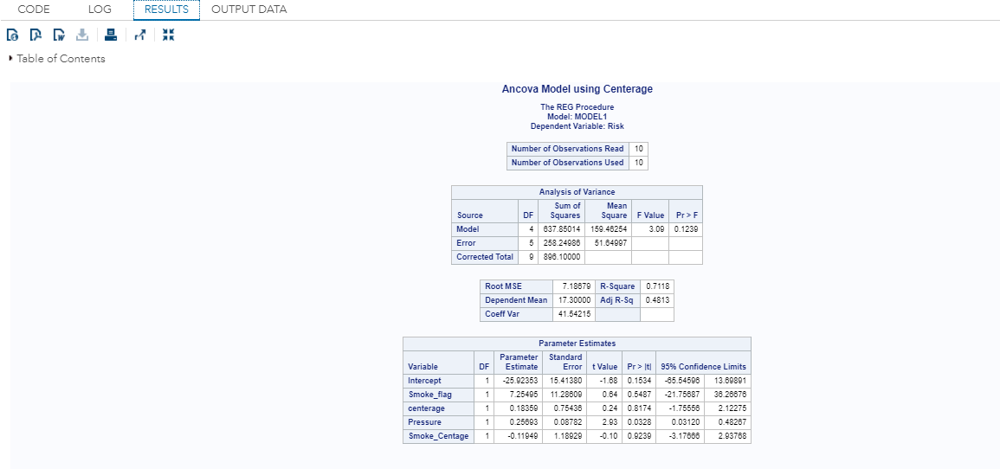 CODE LOG RESULTS OUTPUT DATA
Table of Contents
Ancova Model using Centerage
The REG Procedure
Model: MODEL1
Dependent Variable: Risk
Number of Observations Read 10
Number of Observations Used 10
Analysis of Variance
Source DF Sum of Squares Mean Square F Value Pr > F
Model 4 637.85014 159.46254 3.09 0.1239
Error 5 258.24986 51.64997
Corrected Total 9 896.10000
Root MSE 7.18679 R-Square 0.7118
Dependent Mean 17.30000 Adj R-Sq 0.4813
Coeff Var 41.54215
Parameter Estimates
Variable DF Parameter Estimate Standard Error t Value Pr > |t| 95% Confidence Limits
Intercept 1 -25.92353 15.41380 -1.68 0.1534 -65.54596 13.69891
Smoke_flag 1 7.25495 11.28609 0.64 0.5487 -21.75687 36.26676
centerage 1 0.18359 0.75436 0.24 0.8174 -1.75556 2.12275
Pressure 1 0.25693 0.08782 2.93 0.0328 0.03120 0.48267
Smoke_Centage 1 -0.11949 1.18929 -0.10 0.9239 -3.17666 2.93768